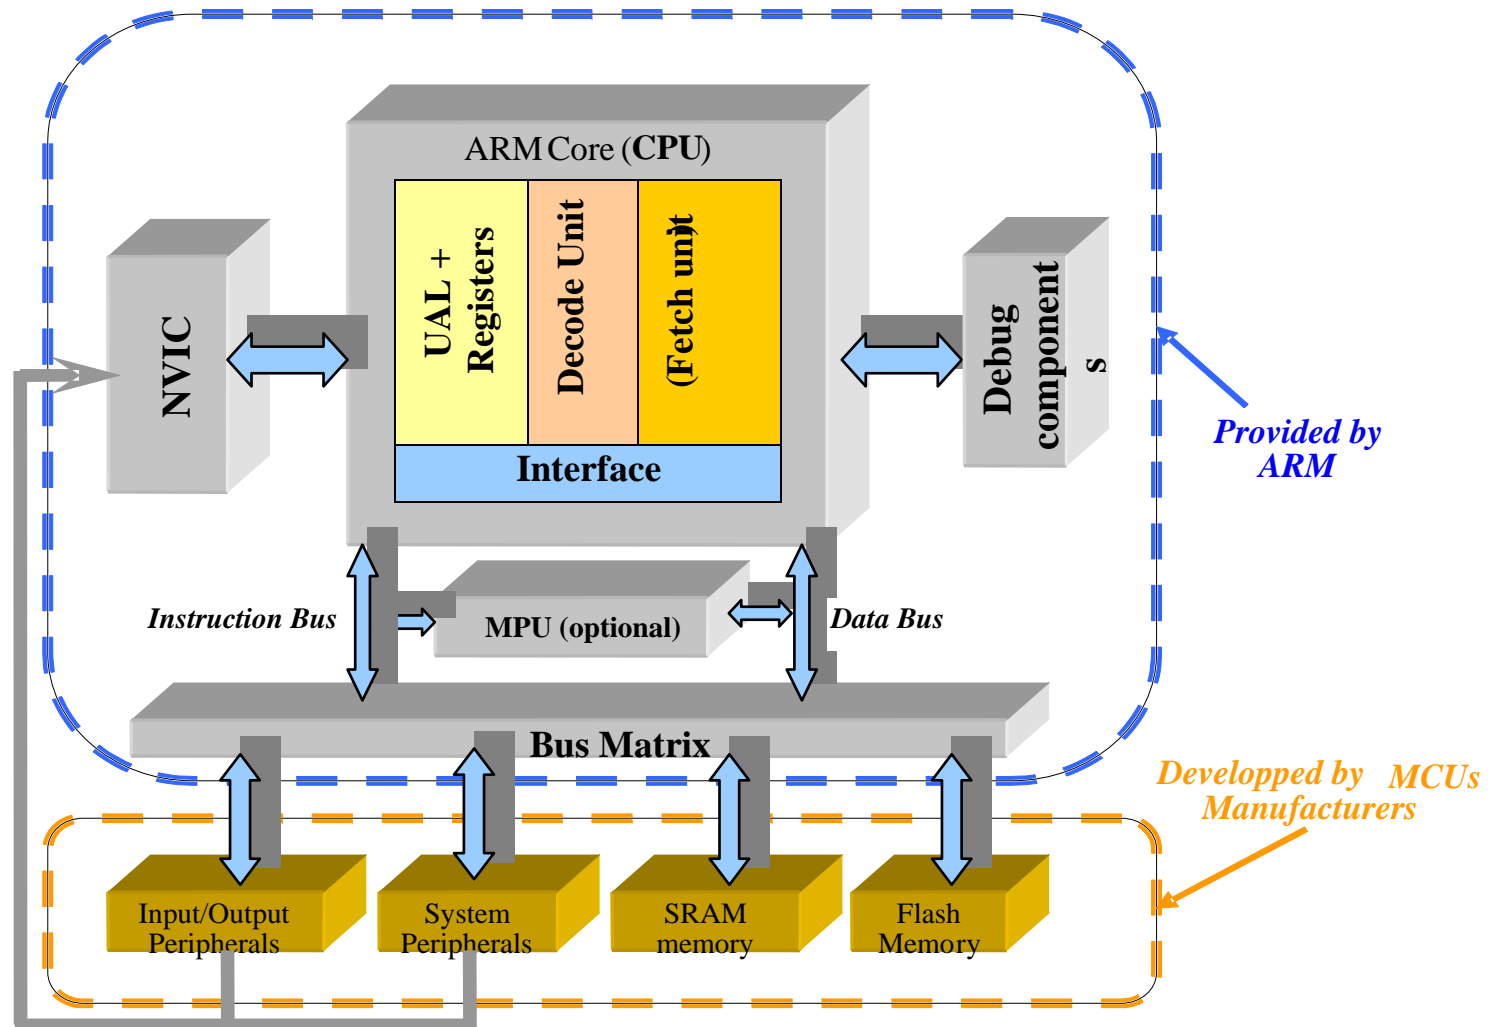 ARM Core (CPU)
UAL +
Registers
Decode Unit
(Fetch unit)
Interface
NVIC
Debug
component
s
Provided by
ARM
Instruction Bus
MPU (optional)
Data Bus
Bus Matrix
Developped by MCUs
Manufacturers
Input/Output
Peripherals
System
Peripherals
SRAM
memory
Flash
Memory